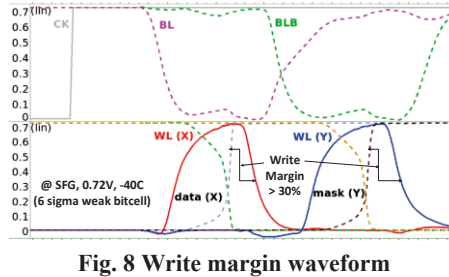 0.7 (lin)
0.6
0.5
0.4
0.3
0.2
0.1
0
CK
BL
BLB
0.7 (lin)
0.6
0.5
0.4
0.3
0.2
0.1
0
WL (X)
WL (Y)
Write
Margin
> 30%
@ SFG, 0.72V, -40C
(6 sigma weak bitcell)
data (X)
mask (Y)
Fig. 8 Write margin waveform